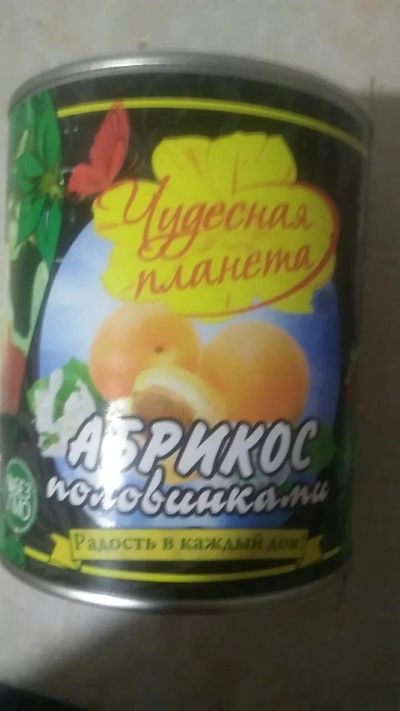 Чудесная
планета
®
АБРИКОС
половинками
Радость в каждый дом!